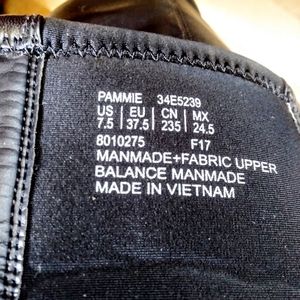 PAMMIE 34E5239
US EU CN MX
7.5 37.5 235 24.5
8010275 F17
MANMADE+FABRIC UPPER
BALANCE MANMADE
MADE IN VIETNAM